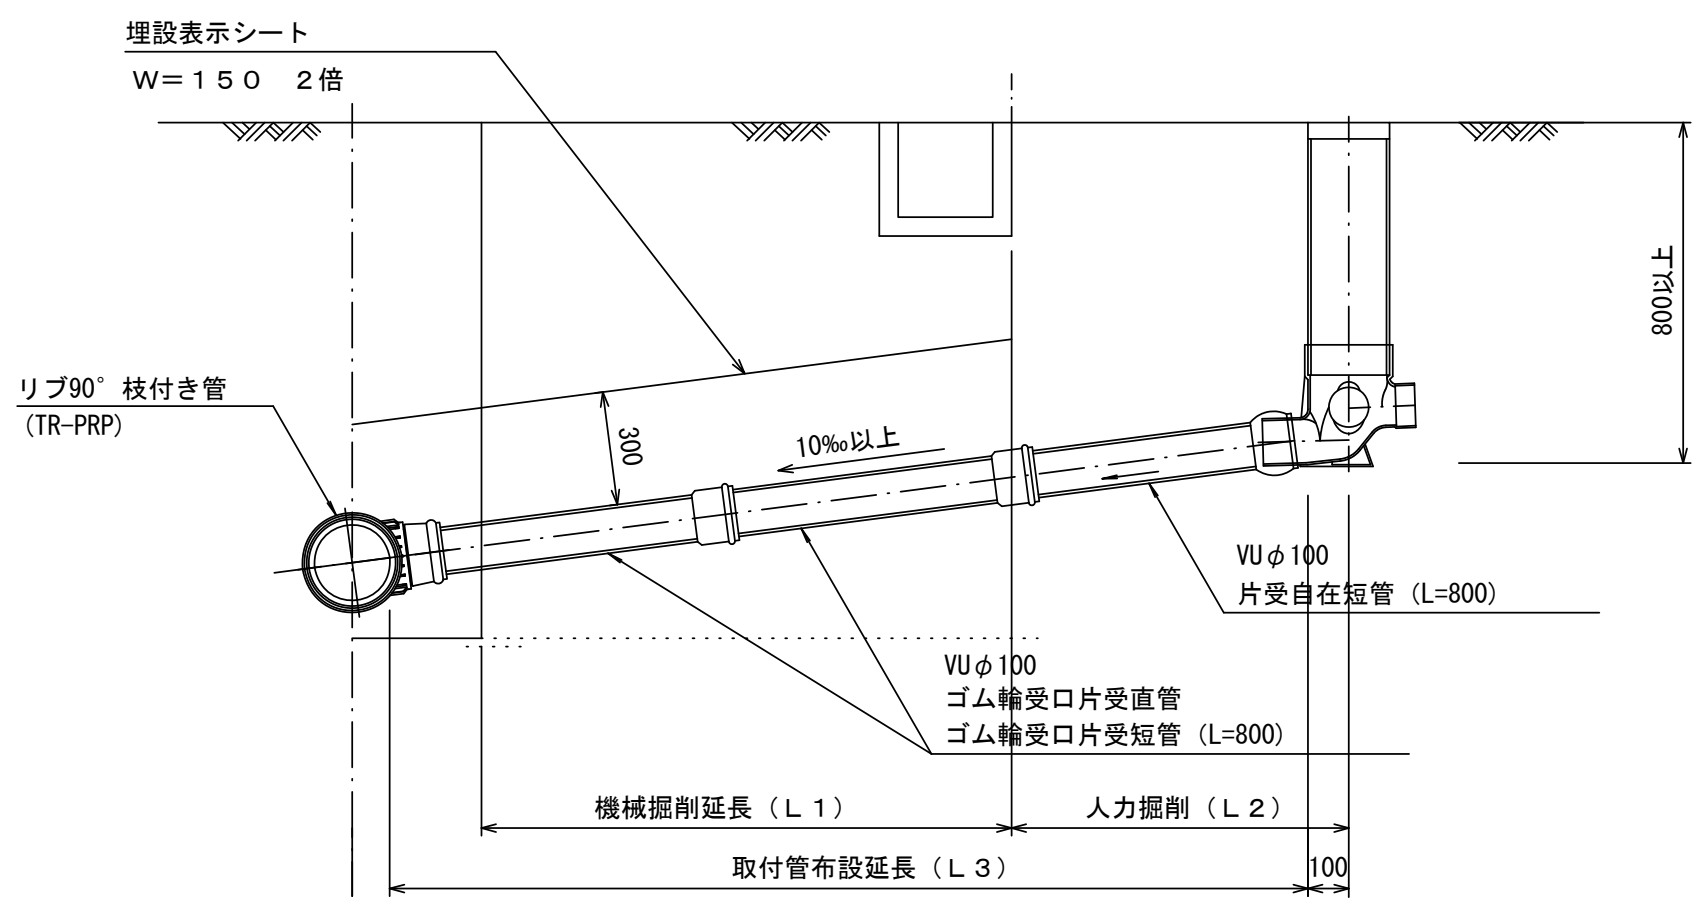 埋設表示シート
W=150 2倍
800以上
リブ90°枝付き管
(TR-PRP)
300
10‰以上
VUφ100
片受自在短管 (L=800)
VUφ100
ゴム輪受口片受直管
ゴム輪受口片受短管 (L=800)
機械掘削延長(L1)
人力掘削(L2)
取付管布設延長(L3)
100